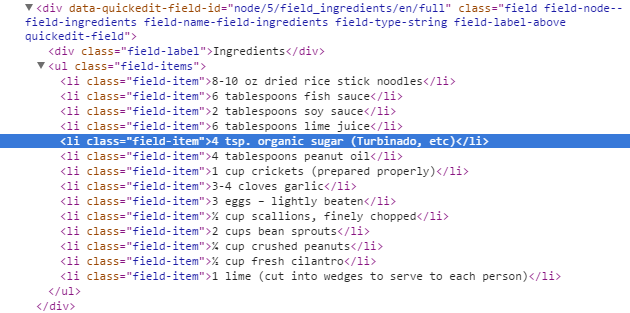 <div data-quickedit-field-id="node/5/field_ingredients/en/full" class="field field-node--
field-ingredients field-name-field-ingredients field-type-string field-label-above
quickedit-field">
<div class="field-label">Ingredients</div>
<ul class="field-items">
<li class="field-item">8-10 oz dried rice stick noodles</li>
<li class="field-item">6 tablespoons fish sauce</li>
<li class="field-item">2 tablespoons soy sauce</li>
<li class="field-item">6 tablespoons lime juice</li>
<li class="field-item">4 tsp. organic sugar (Turbinado, etc)</li>
<li class="field-item">4 tablespoons peanut oil</li>
<li class="field-item">1 cup crickets (prepared properly)</li>
<li class="field-item">3-4 cloves garlic</li>
<li class="field-item">3 eggs – lightly beaten</li>
<li class="field-item"> cup scallions, finely chopped</li>
<li class="field-item">2 cups bean sprouts</li>
<li class="field-item"> cup crushed peanuts</li>
<li class="field-item"> cup fresh cilantro</li>
<li class="field-item">1 lime (cut into wedges to serve to each person)</li>
</ul>
</div>